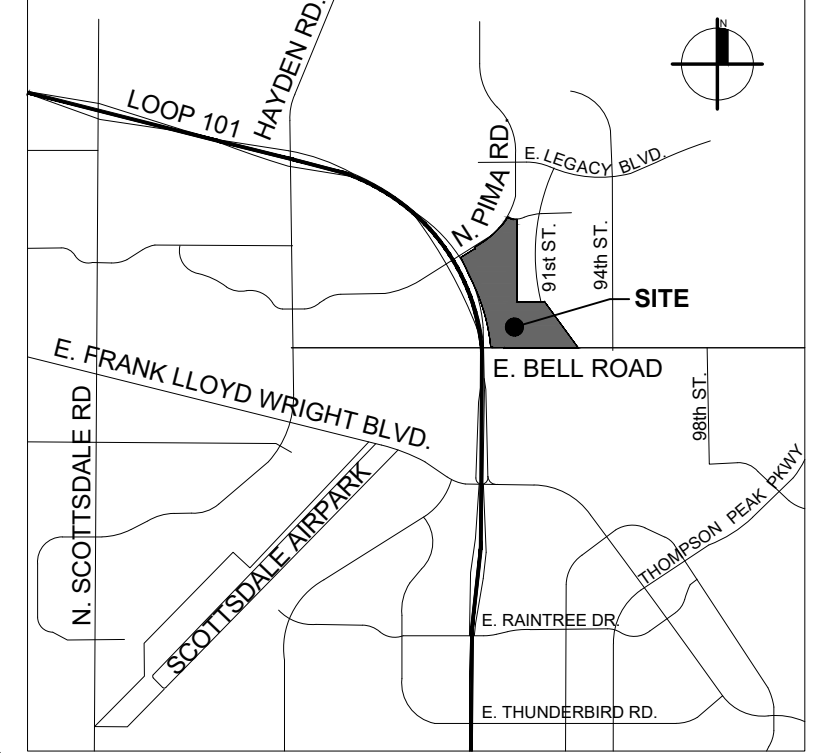 N
HAYDEN RD.
LOOP 101
N. PIMA RD.
E. LEGACY BLVD.
91st ST.
94th ST.
SITE
E. BELL ROAD
E. FRANK LLOYD WRIGHT BLVD.
98th ST.
N. SCOTTSDALE RD
SCOTTSDALE AIRPARK
THOMPSON PEAK PKWY
E. RAINTREE DR.
E. THUNDERBIRD RD.